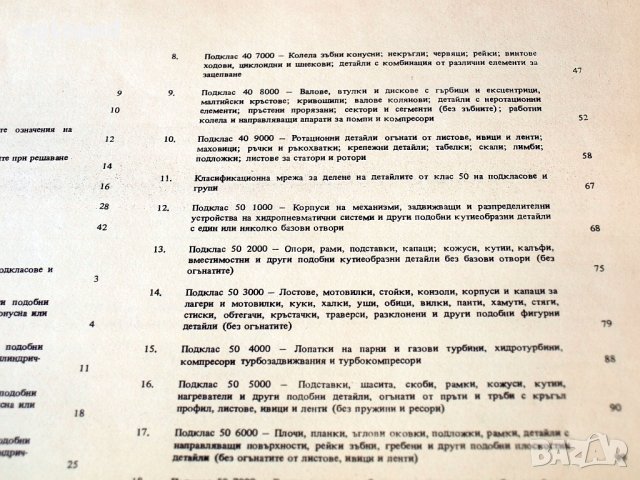 8. Подклас 40 7000 — Колела зъбни конусни; некръгли; червяци; рейки; винтове
ходови, циклоидни и шнекови; детайли с комбинация от различни елементи за
зацепване 47
9. Подклас 40 8000 — Валове, втулки и дискове с гърбици и ексцентрици,
малтийски кръстове; кривошипи; валове колянови; детайли с неротационни
елементи; пръстени прорязани; сектори и сегменти (без зъбните); работни
колела и направляващи апарати за помпи и компресори 52
10. Подклас 40 9000 — Ротационни детайли огънати от листове, ивици и ленти;
маховици; ръчки и ръкохватки; крепежни детайли; табелки; скали; лимби;
подложки; листове за статори и ротори 58
11. Класификационна мрежа за делене на детайлите от клас 50 на подкласове и
групи 67
12. Подклас 50 1000 — Корпуси на механизми, задвижващи и разпределителни
устройства на хидропневматични системи и други подобни кутиеобразни детайли
с един или няколко базови отвори 68
13. Подклас 50 2000 — Опори, рами, подставки, капаци; кожуси, кутии, калъфи,
вместимостни и други подобни кутиеобразни детайли без базови отвори (без
огънатите) 75
14. Подклас 50 3000 — Лостове, мотовилки, стойки, конзоли, корпуси и капаци за
лагери и мотовилки, куки, халки, уши, обици, вилки, панти, хамути, стяги,
стиски, обтегачи, кръстачки, траверси, разклонени и други подобни фигурни
детайли (без огънатите) 79
15. Подклас 50 4000 — Лопатки на парни и газови турбини, хидротурбини,
компресори турбозадвижвания и турбокомпресори 88
16. Подклас 50 5000 — Подставки, шасита, скоби, рамки, кожуси, кутии,
нагреватели и други подобни детайли, огънати от пръти и тръби с кръгъл
профил, листове, ивици и ленти (без пружини и ресори) 90
17. Подклас 50 6000 — Плочи, планки, ъглови оковки, подложки, рамки, детайли с
направляващи повърхности, рейки зъбни, гребени и други подобни плоскостни
детайли (без огънатите от листове, ивици и ленти)
9
10
те означения на
12
ите при решаване
14
16
28
42
подкласове и
3
и подобни
конусна или
4
подобни
илиндрич-
11
подобни
сна или
18
подобни
ндрич-
25
BAZAR